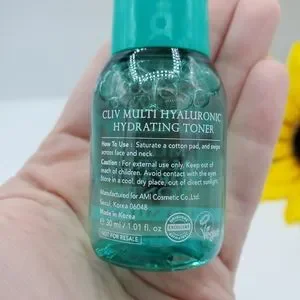 CLIV MULTI HYALURONIC
HYDRATING TONER
How To Use : Saturate a cotton pad, and swipe
across face and neck.
Caution : For external use only. Keep out of
reach of children. Avoid contact with the eyes
Store in a cool, dry place, out of direct sunlight.
Manufactured for AMI Cosmetic Co.,Ltd.
Seoul, Korea 06048
Made in Korea
℮ 30 ml / 1.01 fl. oz
NOT FOR RESALE
Vegan